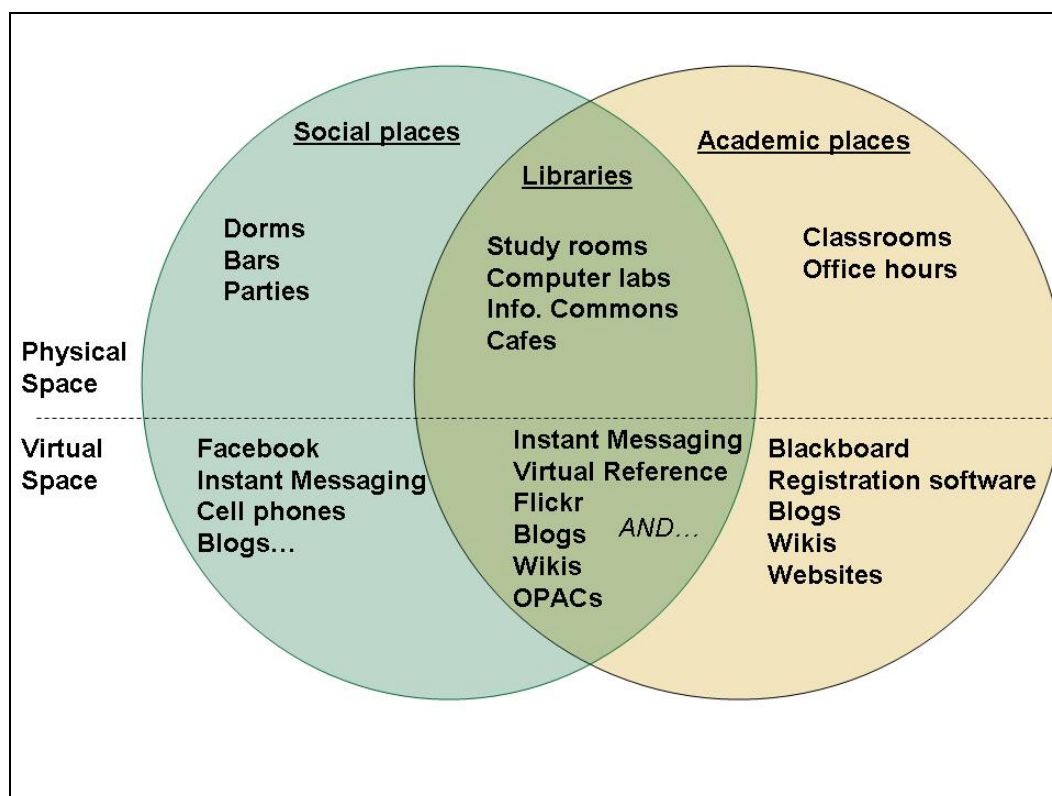 Social places
Academic places
Libraries
Dorms
Bars
Parties
Study rooms
Computer labs
Info. Commons
Cafes
Classrooms
Office hours
Physical
Space
Virtual
Space
Facebook
Instant Messaging
Cell phones
Blogs…
Instant Messaging
Virtual Reference
Flickr
Blogs
Wikis
OPACs
AND…
Blackboard
Registration software
Blogs
Wikis
Websites